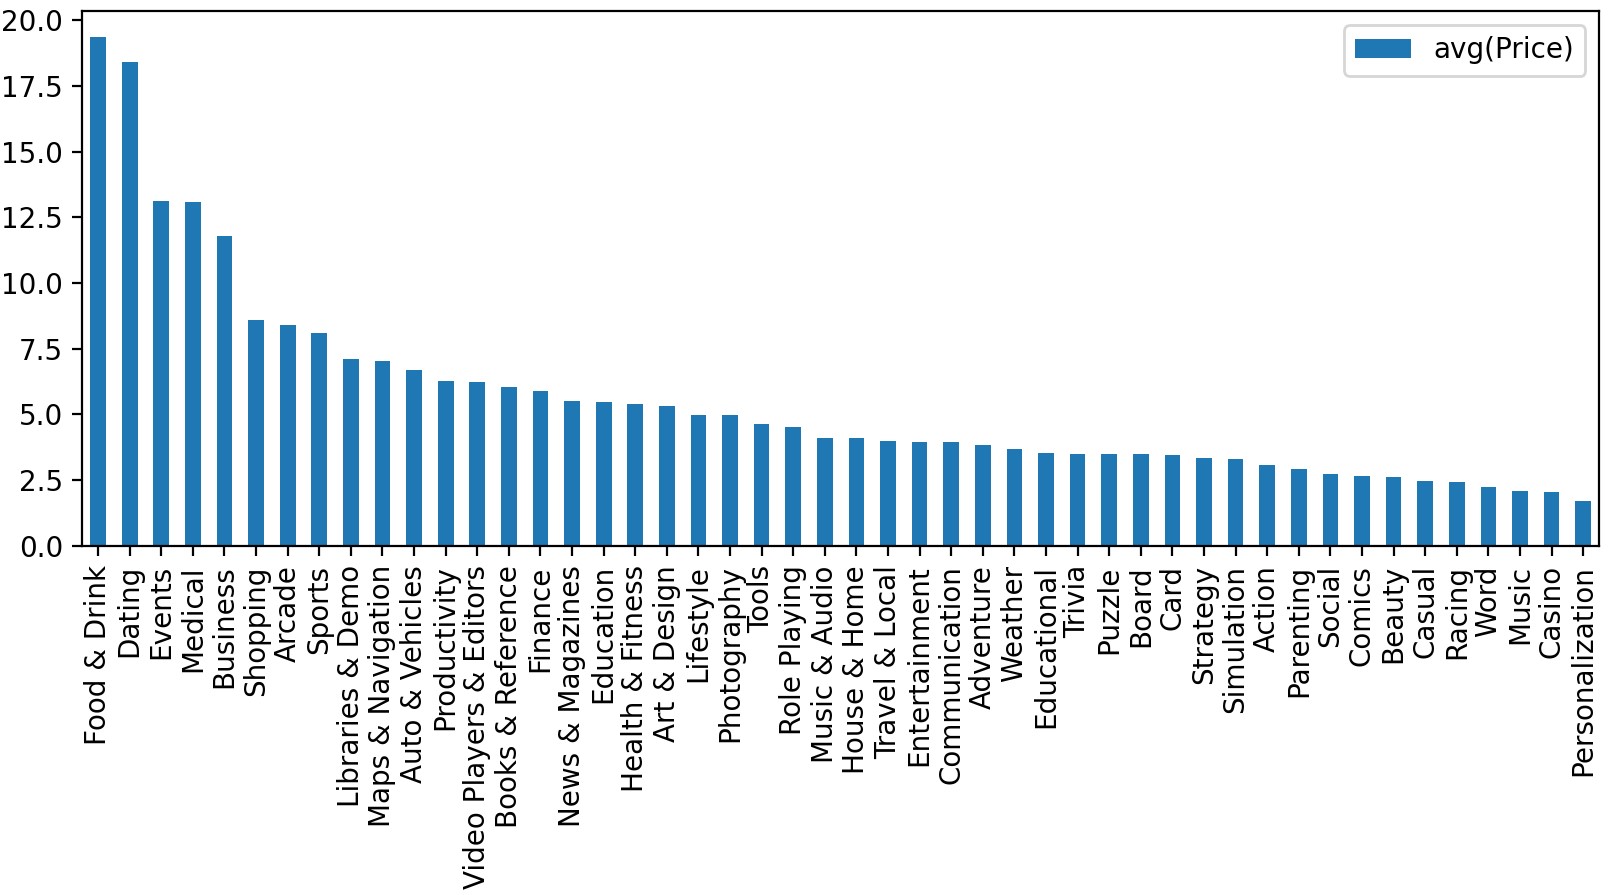 20.0
17.5
15.0
12.5
10.0
7.5
5.0
2.5
0.0
avg(Price)
Food & Drink
Dating
Events
Medical
Business
Shopping
Arcade
Sports
Libraries & Demo
Maps & Navigation
Auto & Vehicles
Productivity
Video Players & Editors
Books & Reference
Finance
News & Magazines
Education
Health & Fitness
Art & Design
Lifestyle
Photography
Tools
Role Playing
Music & Audio
House & Home
Travel & Local
Entertainment
Communication
Adventure
Weather
Educational
Trivia
Puzzle
Board
Card
Strategy
Simulation
Action
Parenting
Social
Comics
Beauty
Casual
Racing
Word
Music
Casino
Personalization